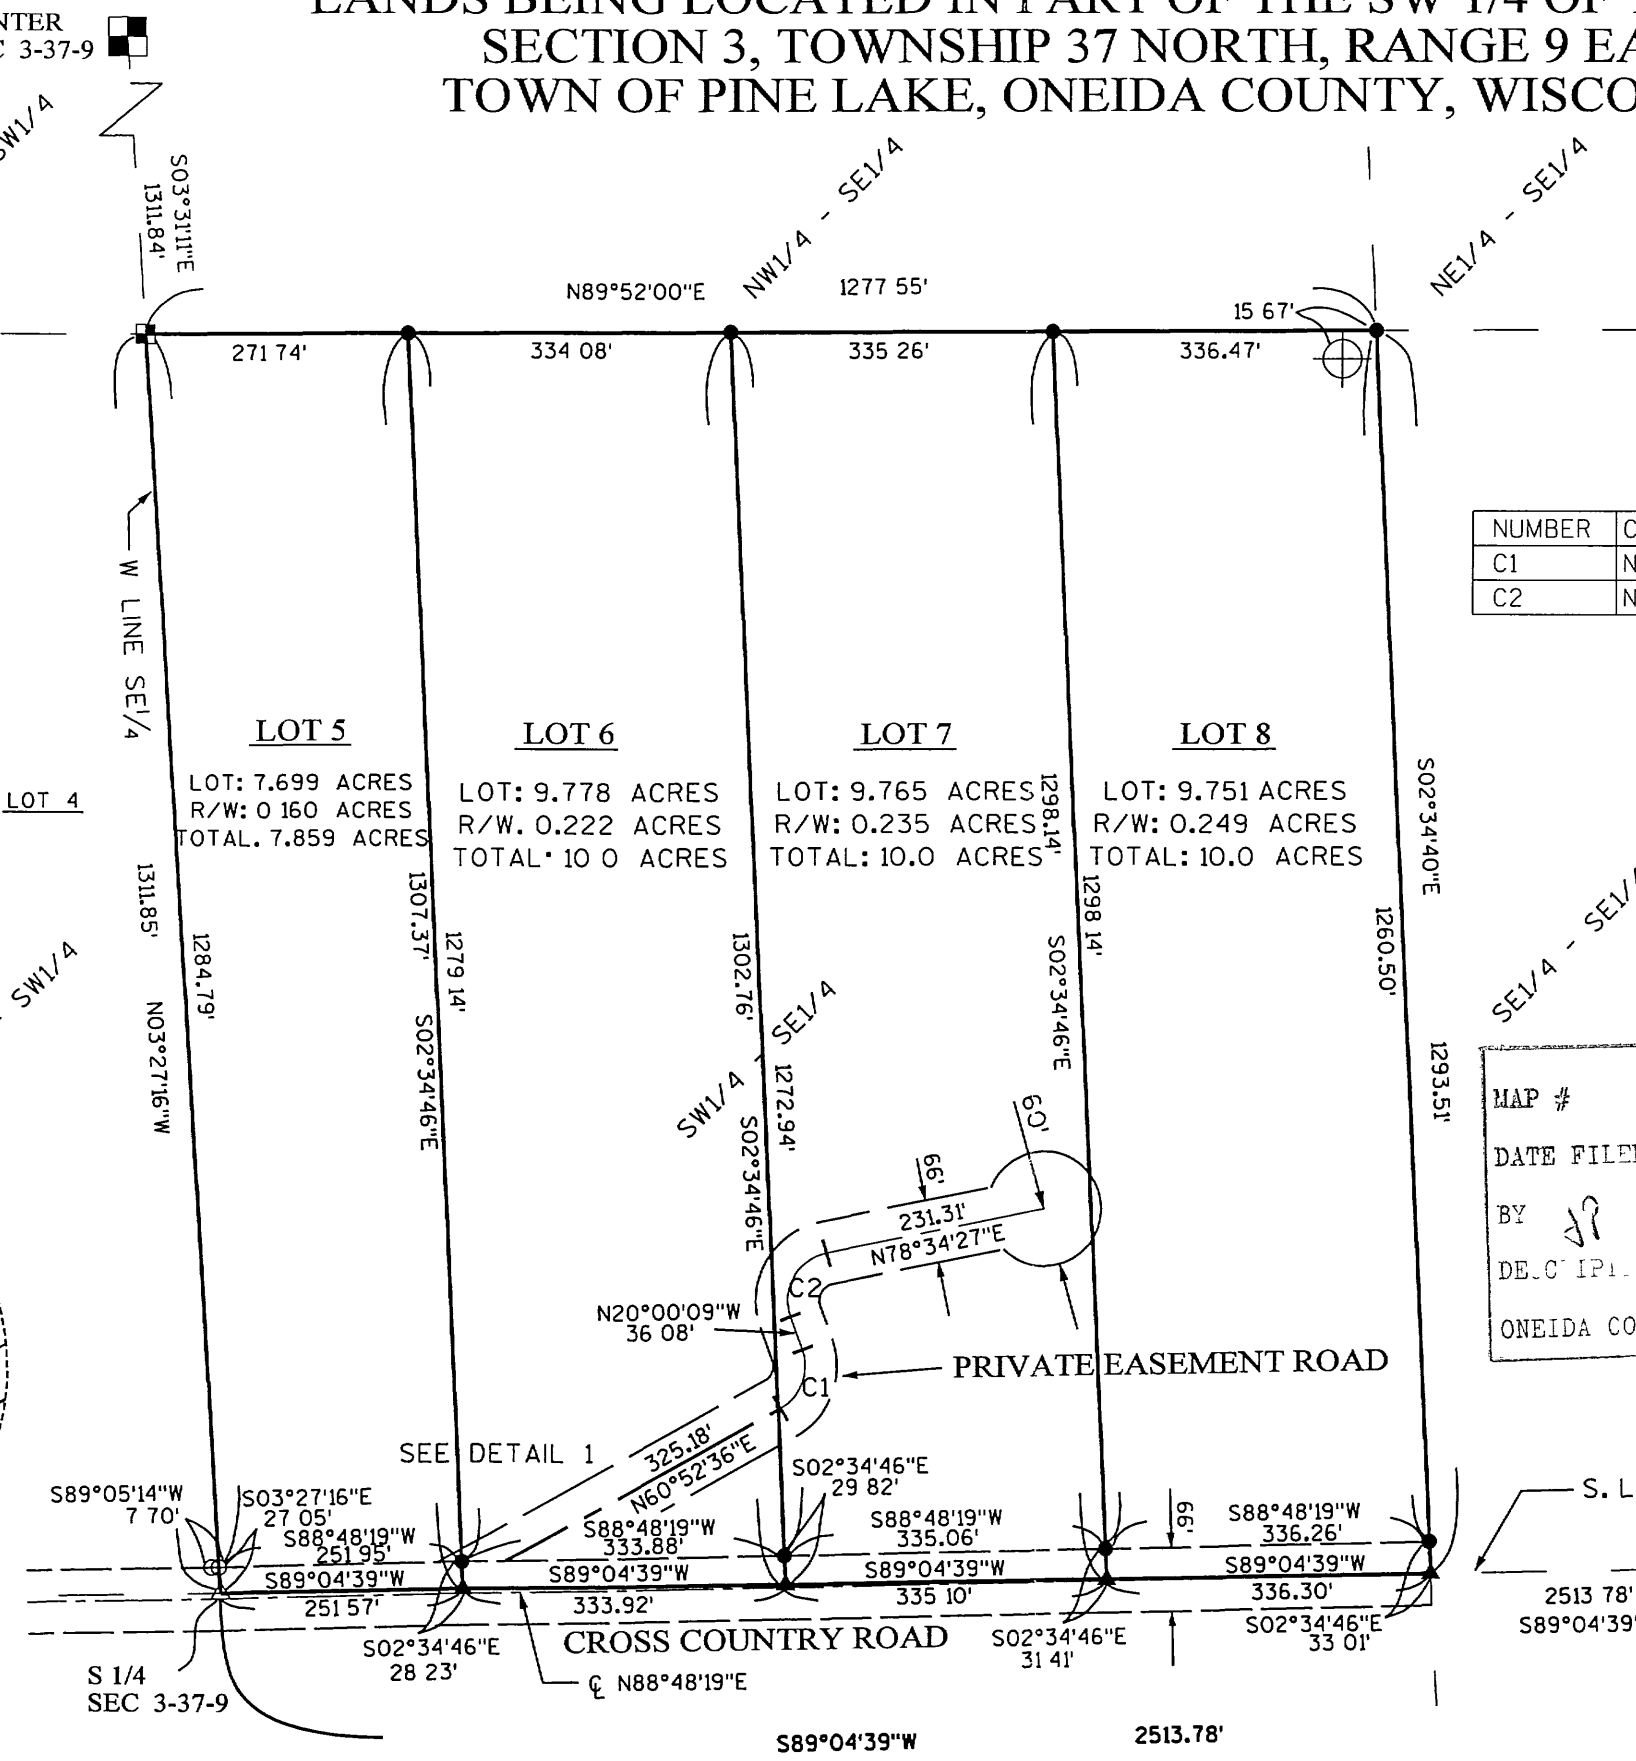 LANDS BEING LOCATED IN PART OF THE SW 1/4 OF
SECTION 3, TOWNSHIP 37 NORTH, RANGE 9 EA
TOWN OF PINE LAKE, ONEIDA COUNTY, WISCO
NTER
C 3-37-9
SW1/4
S03°31'11"E
1311.84'
NW1/4 - SE1/4
NE1/4 - SE1/4
N89°52'00"E
1277 55'
15 67'
271 74'
334 08'
335 26'
336.47'
W LINE SE1/4
NUMBER C
C1 N
C2 N
LOT 4
LOT 5
LOT: 7.699 ACRES
R/W: 0 160 ACRES
TOTAL. 7.859 ACRES
LOT 6
LOT: 9.778 ACRES
R/W. 0.222 ACRES
TOTAL· 10 0 ACRES
LOT 7
LOT: 9.765 ACRES
R/W: 0.235 ACRES
TOTAL: 10.0 ACRES
LOT 8
LOT: 9.751 ACRES
R/W: 0.249 ACRES
TOTAL: 10.0 ACRES
1311.85'
N03°27'16"W
1284.79'
1307.37'
S02°34'46"E
1279 14'
1302.76'
S02°34'46"E
1272.94'
1298.14'
S02°34'46"E
1298 14'
S02°34'40"E
1260.50'
1293.51'
SW1/4
SW1/4 - SE1/4
SE1/4 - SE1/4
MAP #
DATE FILE
BY
ONEIDA CO
60'
66'
231.31'
N78°34'27"E
C2
N20°00'09"W
36 08'
C1
PRIVATE EASEMENT ROAD
SEE DETAIL 1
325.18'
N60°52'36"E
S89°05'14"W
7 70'
S03°27'16"E
27 05'
S02°34'46"E
29 82'
66'
S88°48'19"W
251.95'
S88°48'19"W
333.88'
S88°48'19"W
335.06'
S88°48'19"W
336.26'
S89°04'39"W
251 57'
S89°04'39"W
333.92'
S89°04'39"W
335 10'
S89°04'39"W
336.30'
S. L
2513 78'
S89°04'39"
S02°34'46"E
28 23'
CROSS COUNTRY ROAD
S02°34'46"E
31 41'
S02°34'46"E
33 01'
S 1/4
SEC 3-37-9
℄ N88°48'19"E
S89°04'39"W
2513.78'